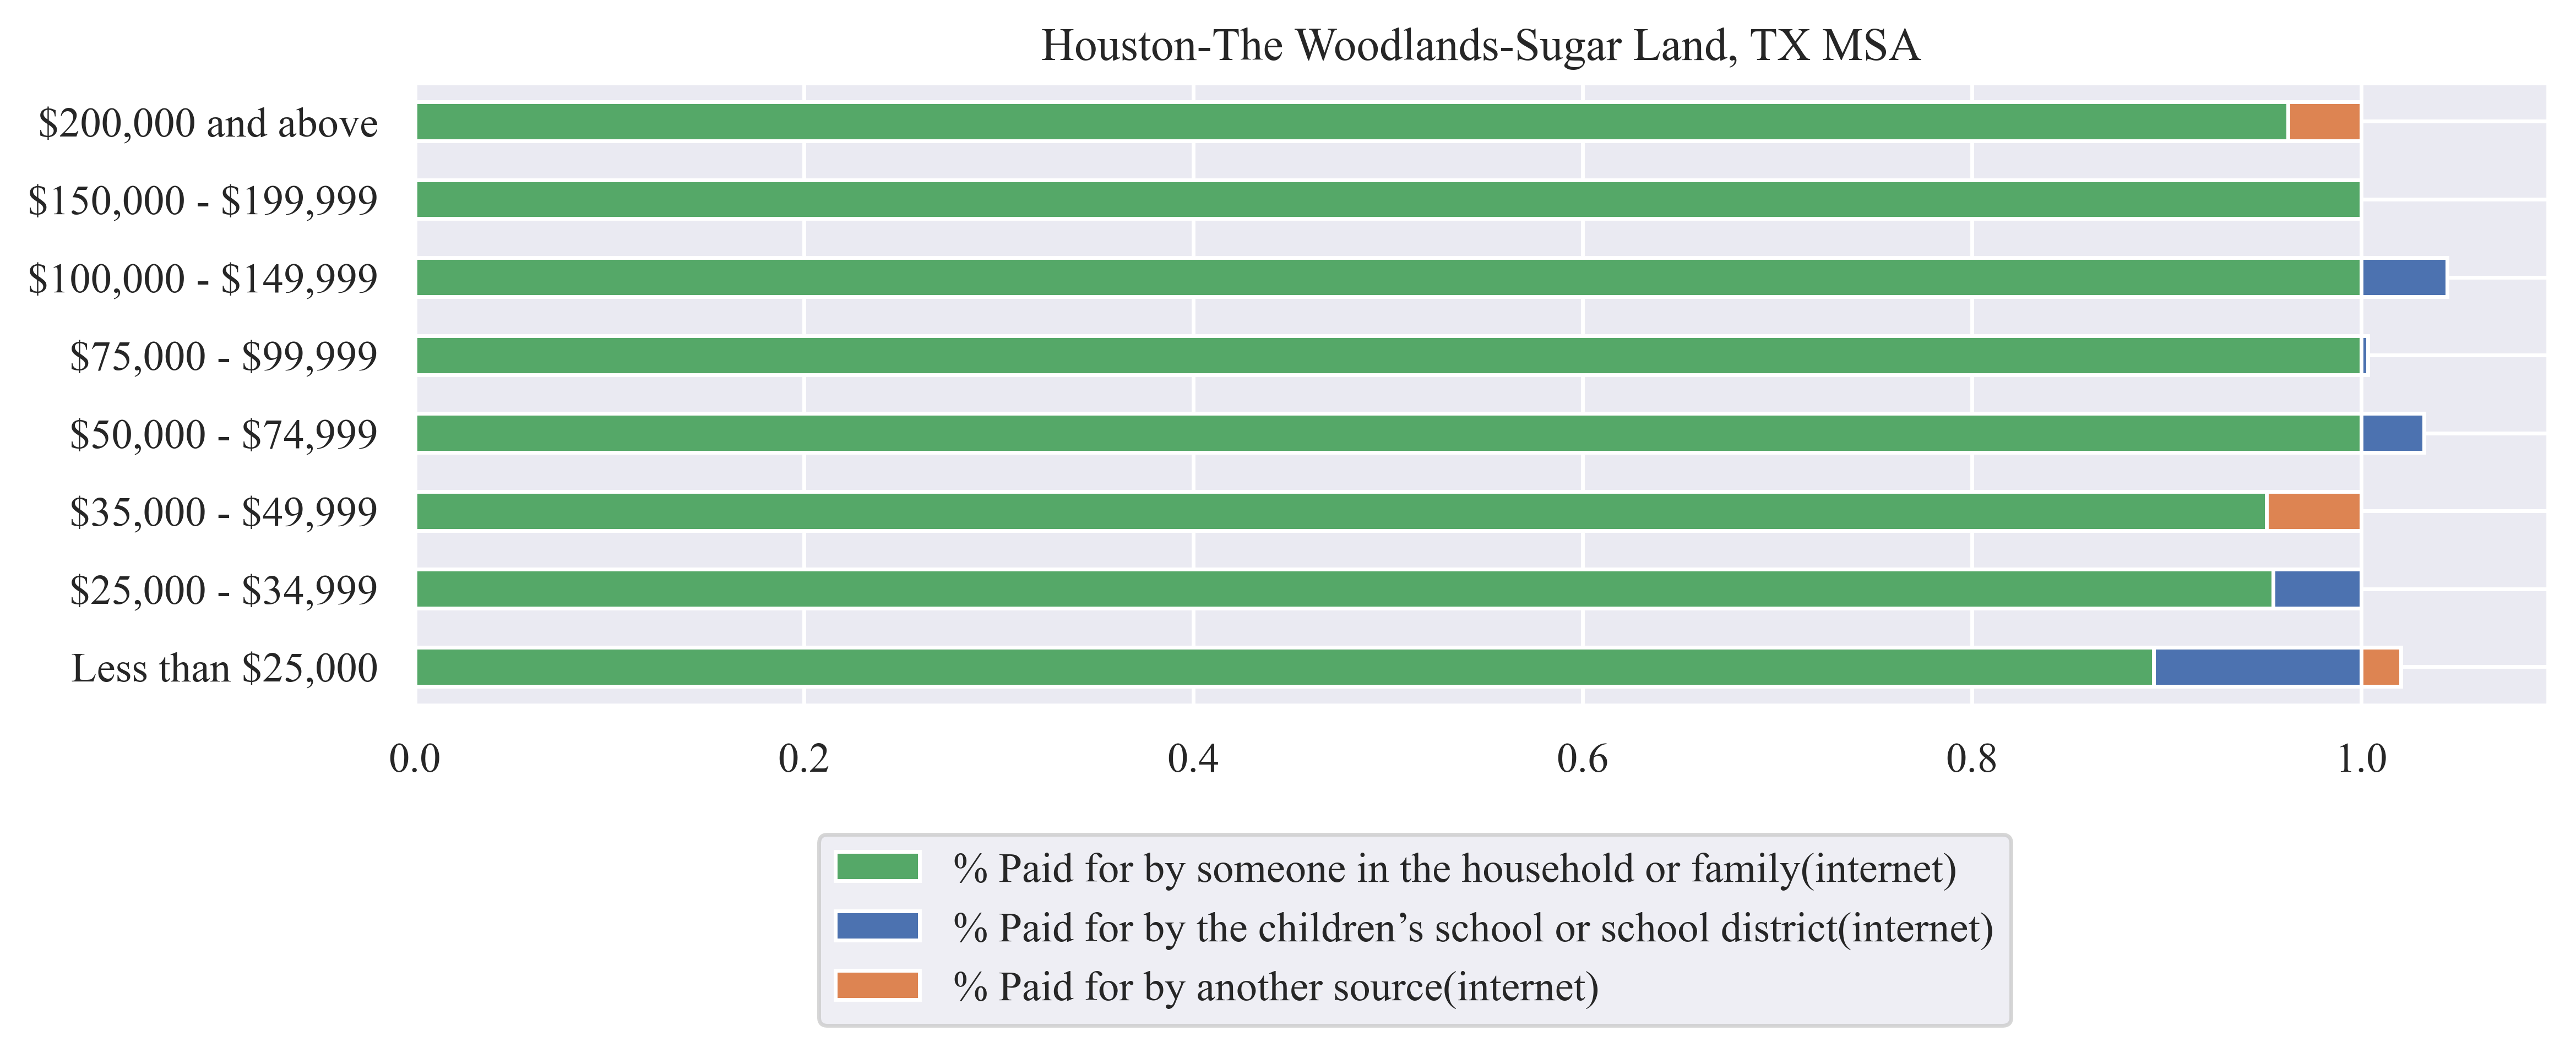 Houston-The Woodlands-Sugar Land, TX MSA
$200,000 and above
$150,000 - $199,999
$100,000 - $149,999
$75,000 - $99,999
$50,000 - $74,999
$35,000 - $49,999
$25,000 - $34,999
Less than $25,000
0.0 0.2 0.4 0.6 0.8 1.0
% Paid for by someone in the household or family(internet)
% Paid for by the children’s school or school district(internet)
% Paid for by another source(internet)